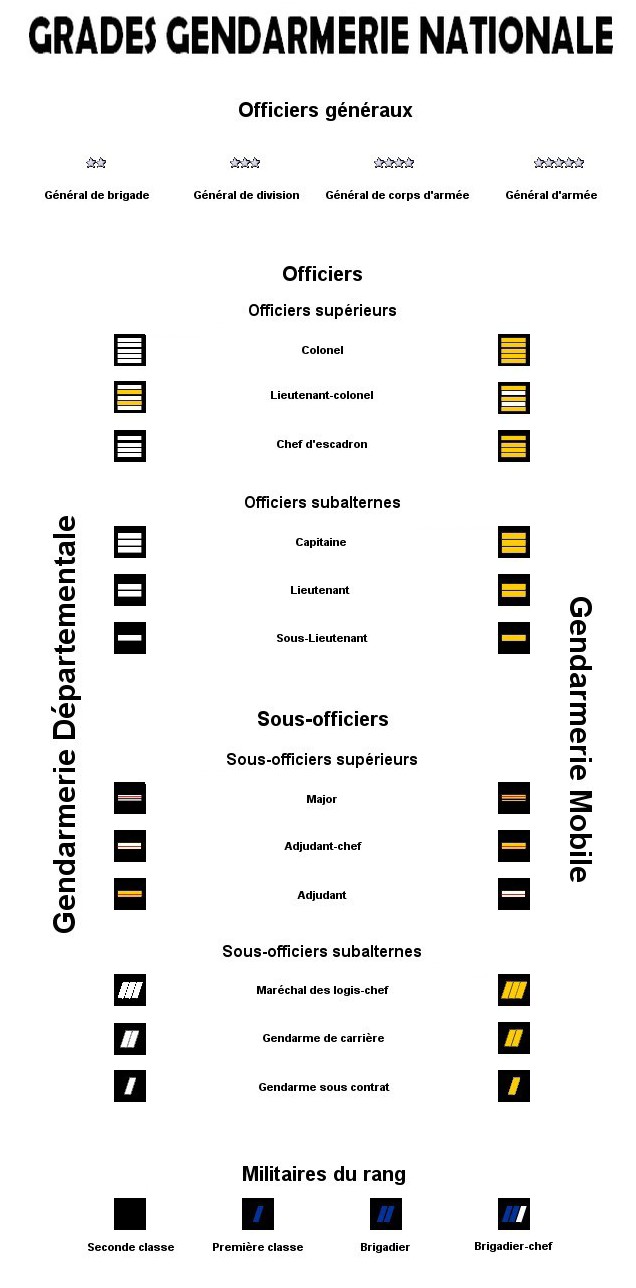 GRADES GENDARMERIE NATIONALE
Officiers généraux
Général de brigade
Général de division
Général de corps d'armée
Général d'armée
Officiers
Officiers supérieurs
Colonel
Lieutenant-colonel
Chef d'escadron
Officiers subalternes
Capitaine
Lieutenant
Sous-Lieutenant
Gendarmerie Départementale
Gendarmerie Mobile
Sous-officiers
Sous-officiers supérieurs
Major
Adjudant-chef
Adjudant
Sous-officiers subalternes
Maréchal des logis-chef
Gendarme de carrière
Gendarme sous contrat
Militaires du rang
Seconde classe
Première classe
Brigadier
Brigadier-chef